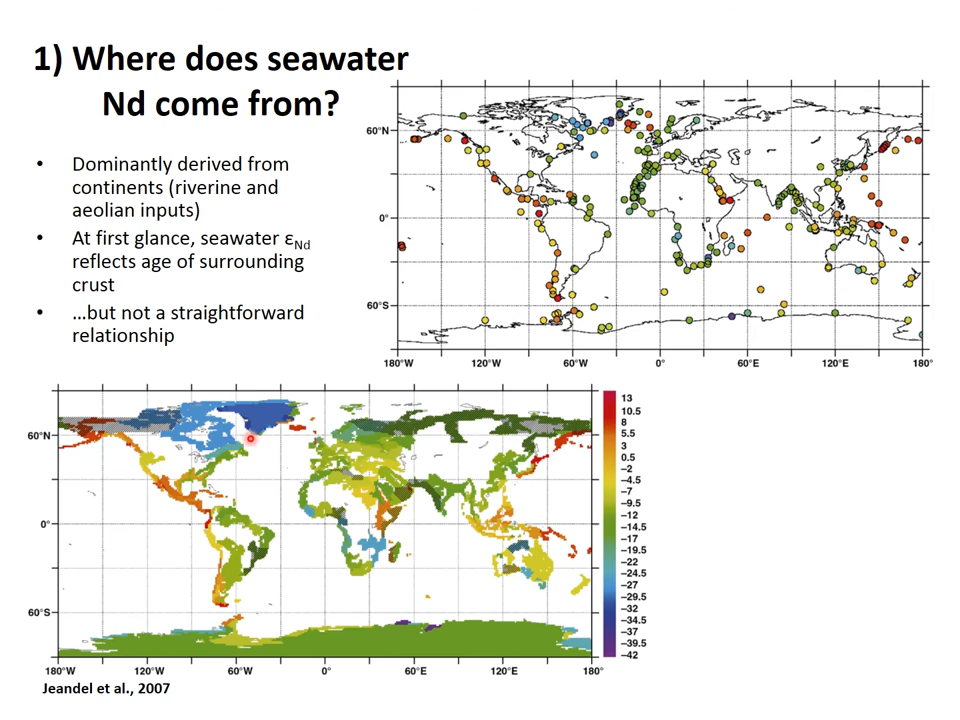 1) Where does seawater
Nd come from?
• Dominantly derived from
continents (riverine and
aeolian inputs)
• At first glance, seawater εNd
reflects age of surrounding
crust
• …but not a straightforward
relationship
60°N
0°
60°S
180°W 120°W 60°W 0° 60°E 120°E 180°
60°N
0°
60°S
180°W 120°W 60°W 0° 60°E 120°E 180°
13
10.5
8
5.5
3
0.5
−2
−4.5
−7
−9.5
−12
−14.5
−17
−19.5
−22
−24.5
−27
−29.5
−32
−34.5
−37
−39.5
−42
Jeandel et al., 2007